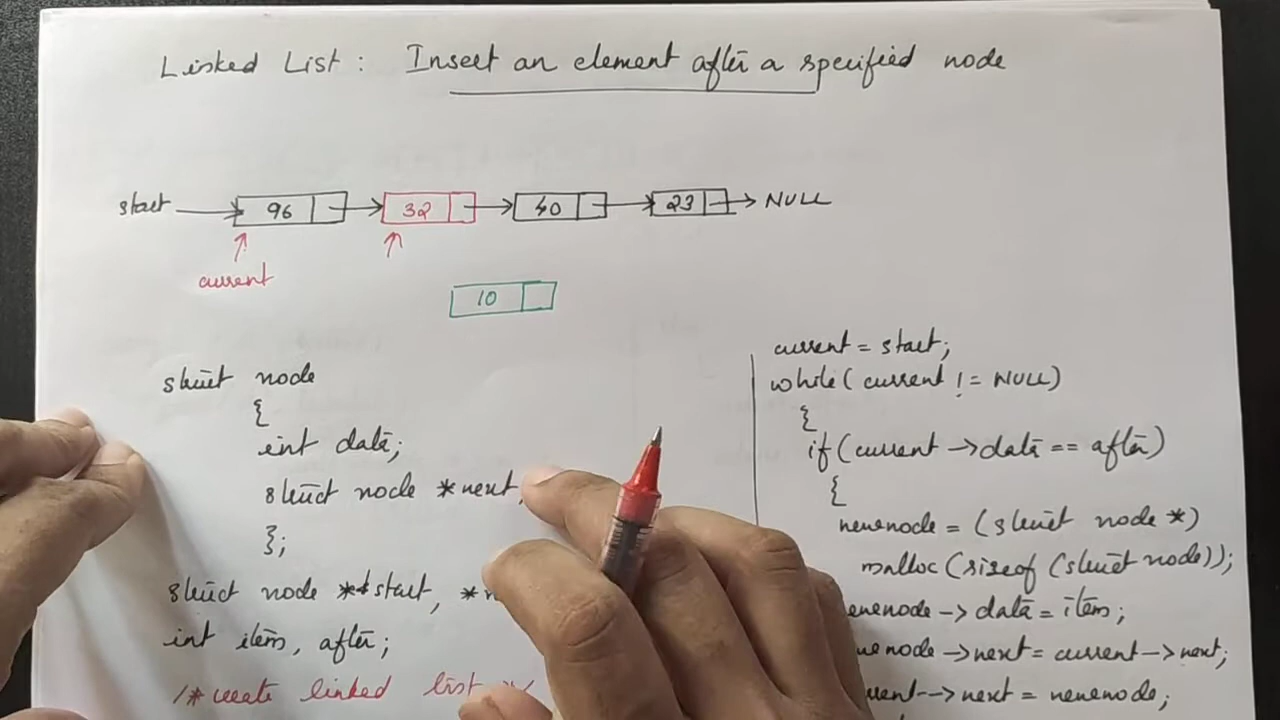 Linked List : Insert an element after a specified node
start 96 32 40 23 NULL
current
10
struct node
{
int data;
struct node *next
};
struct node *start,
int item, after;
/* create linked list */
current = start;
while( current != NULL)
{
if(current ->data == after)
{
newnode = (struct node *)
malloc(sizeof (struct node));
newnode -> data = item;
newnode ->next = current->next;
current -> next = newnode;